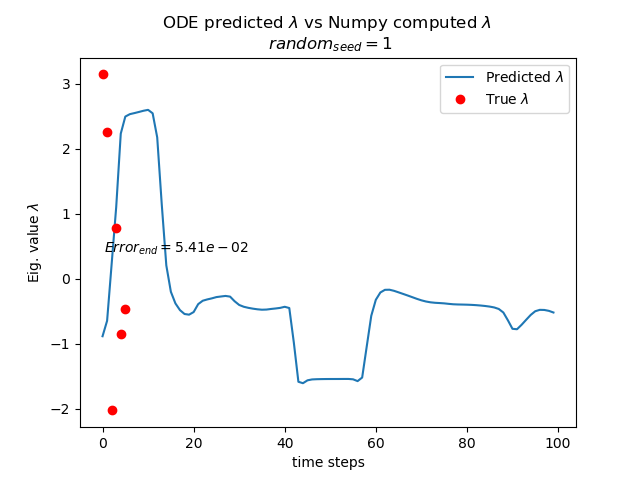 ODE predicted λ vs Numpy computed λ
random_seed = 1
Predicted λ
True λ
Error_end = 5.41e − 02
Eig. value λ
3
2
1
0
−1
−2
0 20 40 60 80 100
time steps